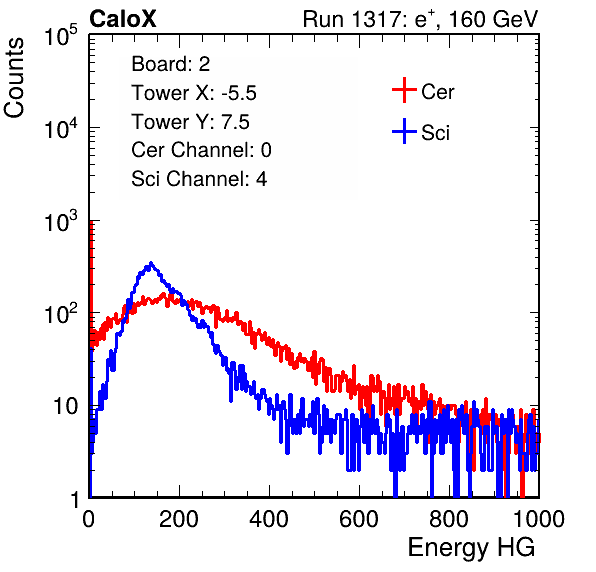 CaloX Run 1317: e⁺, 160 GeV
Counts
10⁵
10⁴
10³
10²
10
1
Board: 2
Tower X: -5.5
Tower Y: 7.5
Cer Channel: 0
Sci Channel: 4
Cer
Sci
0 200 400 600 800 1000
Energy HG